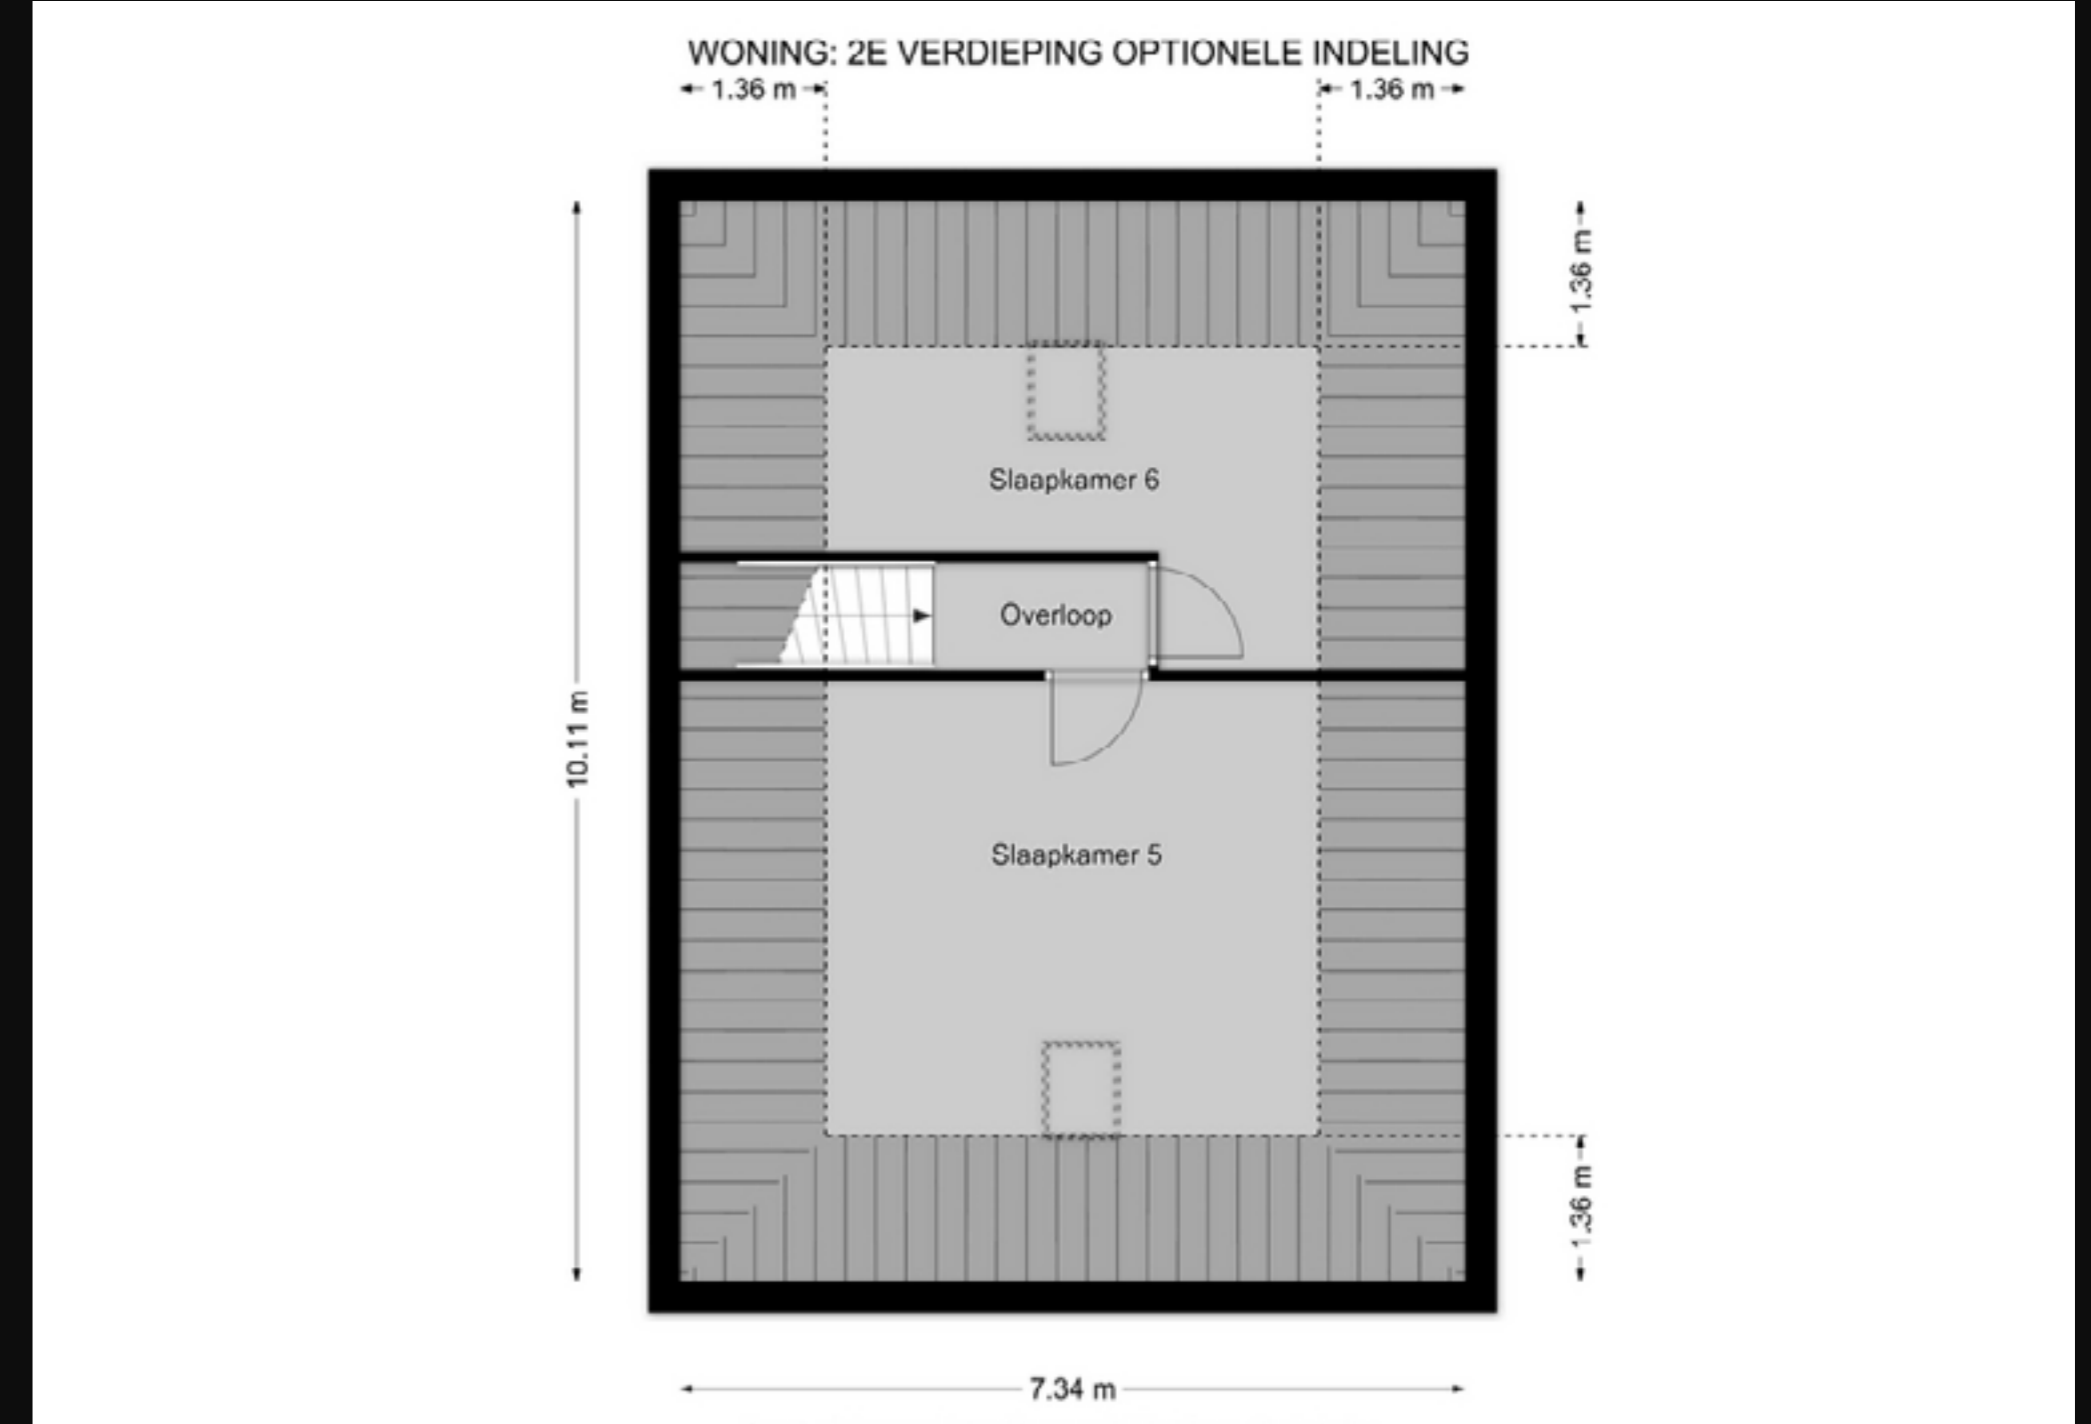 WONING: 2E VERDIEPING OPTIONELE INDELING
1.36 m
1.36 m
1.36 m
Slaapkamer 6
Overloop
10.11 m
Slaapkamer 5
1.36 m
7.34 m